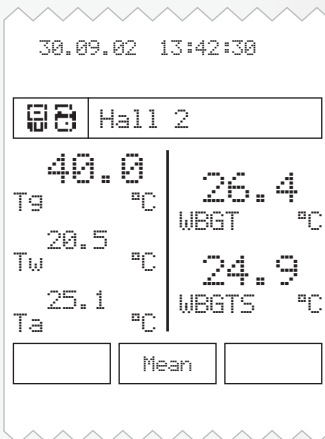 30.09.02 13:42:30
Hall 2
40.0
Tg °C
20.5
Tw °C
25.1
Ta °C
26.4
WBGT °C
24.9
WBGTS °C
Mean